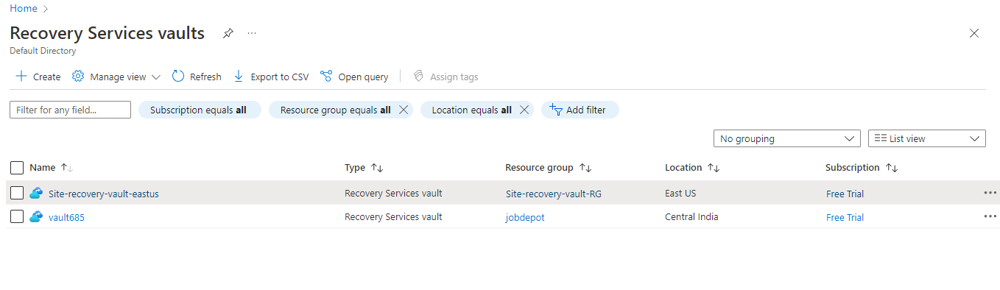 Home
Recovery Services vaults
Default Directory
Create Manage view Refresh Export to CSV Open query Assign tags
Filter for any field... Subscription equals all Resource group equals all Location equals all Add filter
No grouping List view
Name Type Resource group Location Subscription
Site-recovery-vault-eastus Recovery Services vault Site-recovery-vault-RG East US Free Trial
vault685 Recovery Services vault jobdepot Central India Free Trial